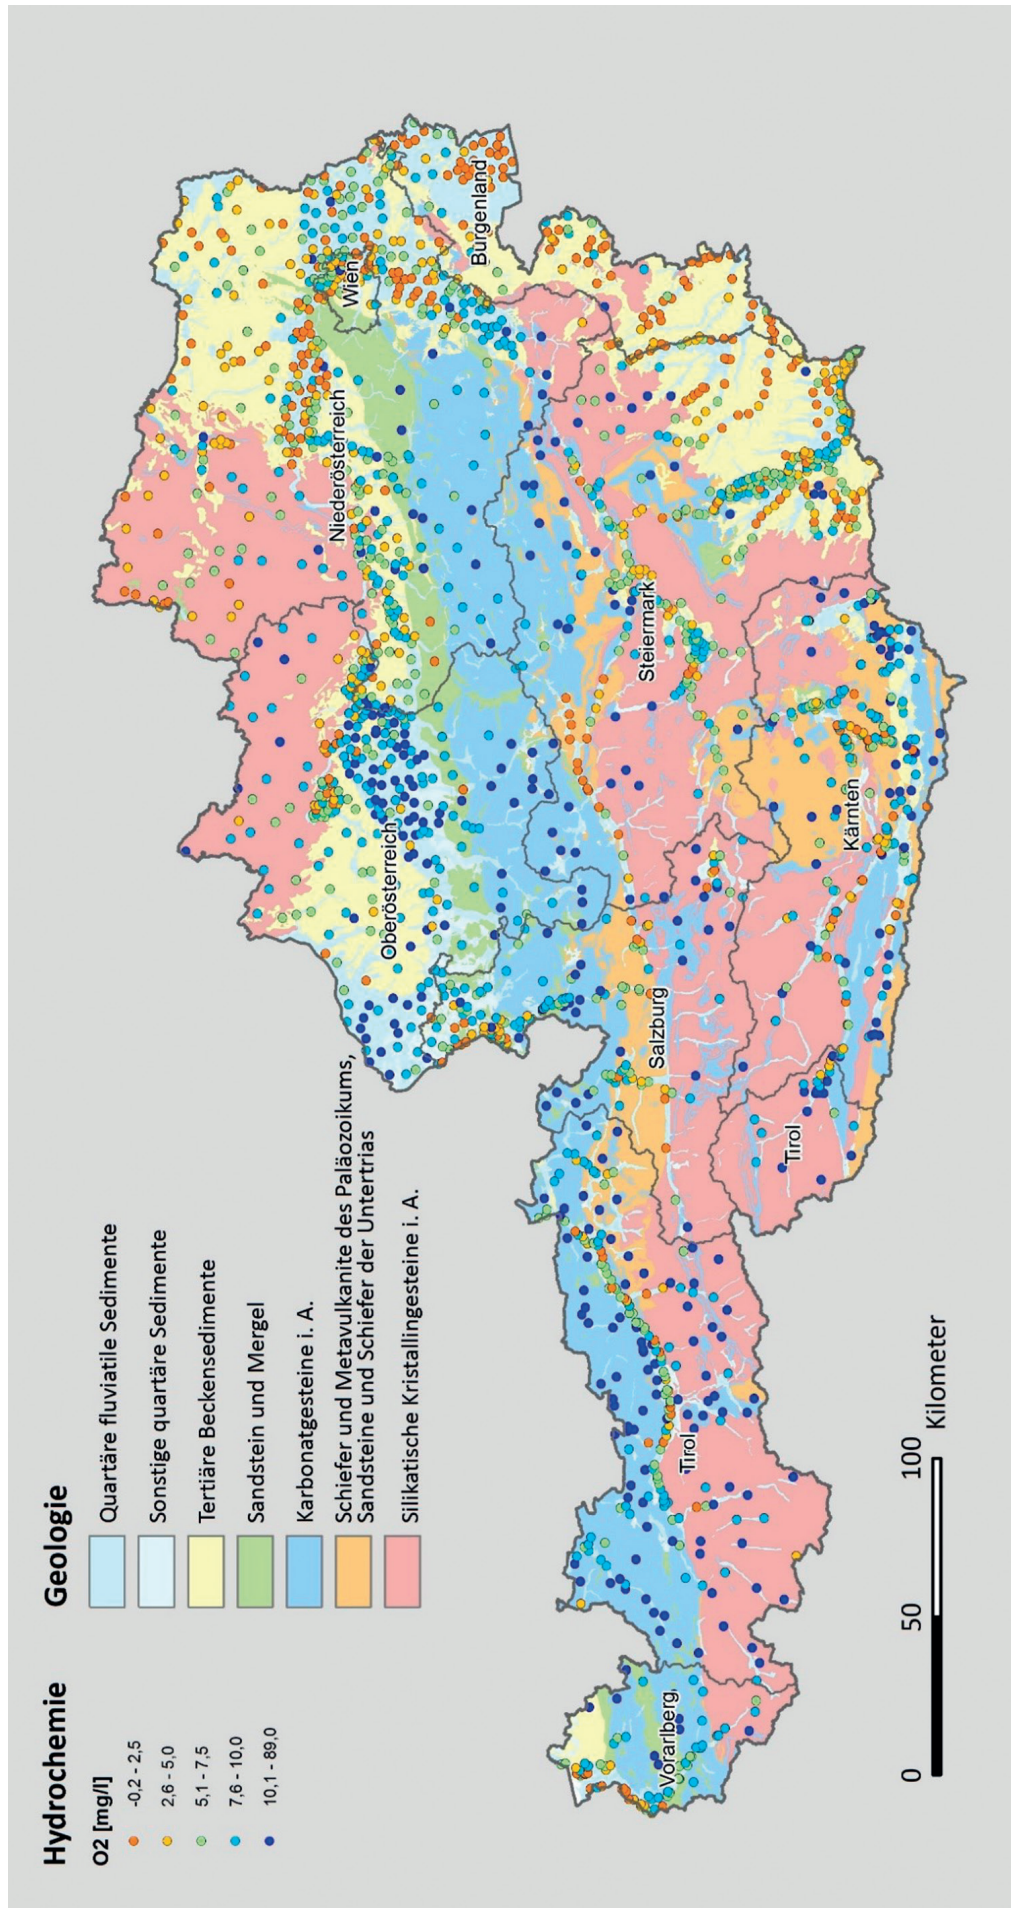 Hydrochemie
O2 [mg/l]
-0,2 - 2,5
2,6 - 5,0
5,1 - 7,5
7,6 - 10,0
10,1 - 89,0
Geologie
Quartäre fluviatile Sedimente
Sonstige quartäre Sedimente
Tertiäre Beckensedimente
Sandstein und Mergel
Karbonatgesteine i. A.
Schiefer und Metavulkanite des Paläozoikums,
Sandsteine und Schiefer der Untertrias
Silikatische Kristallingesteine i. A.
Niederösterreich
Wien
Oberösterreich
Burgenland
Steiermark
Salzburg
Vorarlberg
Tirol
Tirol
Kärnten
0
50
100
Kilometer